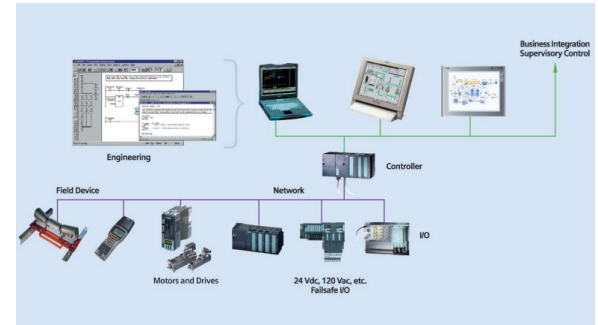 Business Integration
Supervisory Control
Engineering
Controller
Field Device
Network
I/O
Motors and Drives
24 Vdc, 120 Vac, etc.
Failsafe I/O